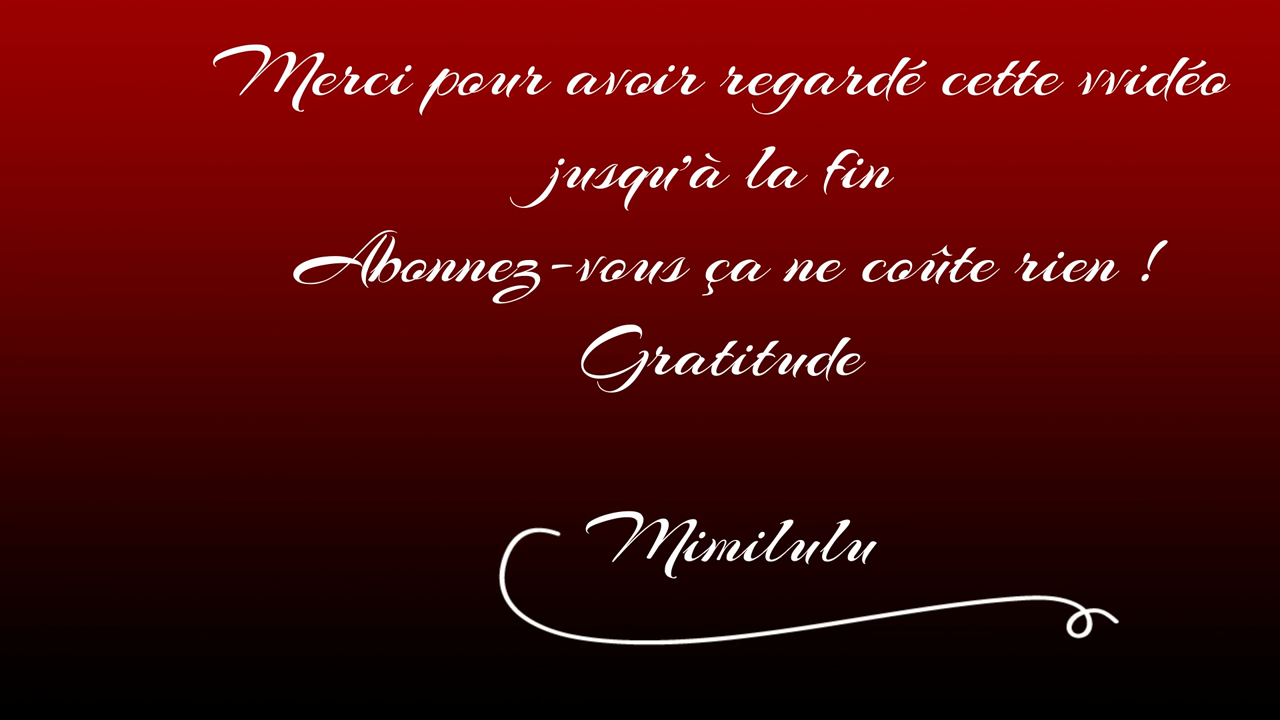 Merci pour avoir regardé cette vvidéo
jusqu'à la fin
Abonnez-vous ça ne coûte rien !
Gratitude
Mimilulu